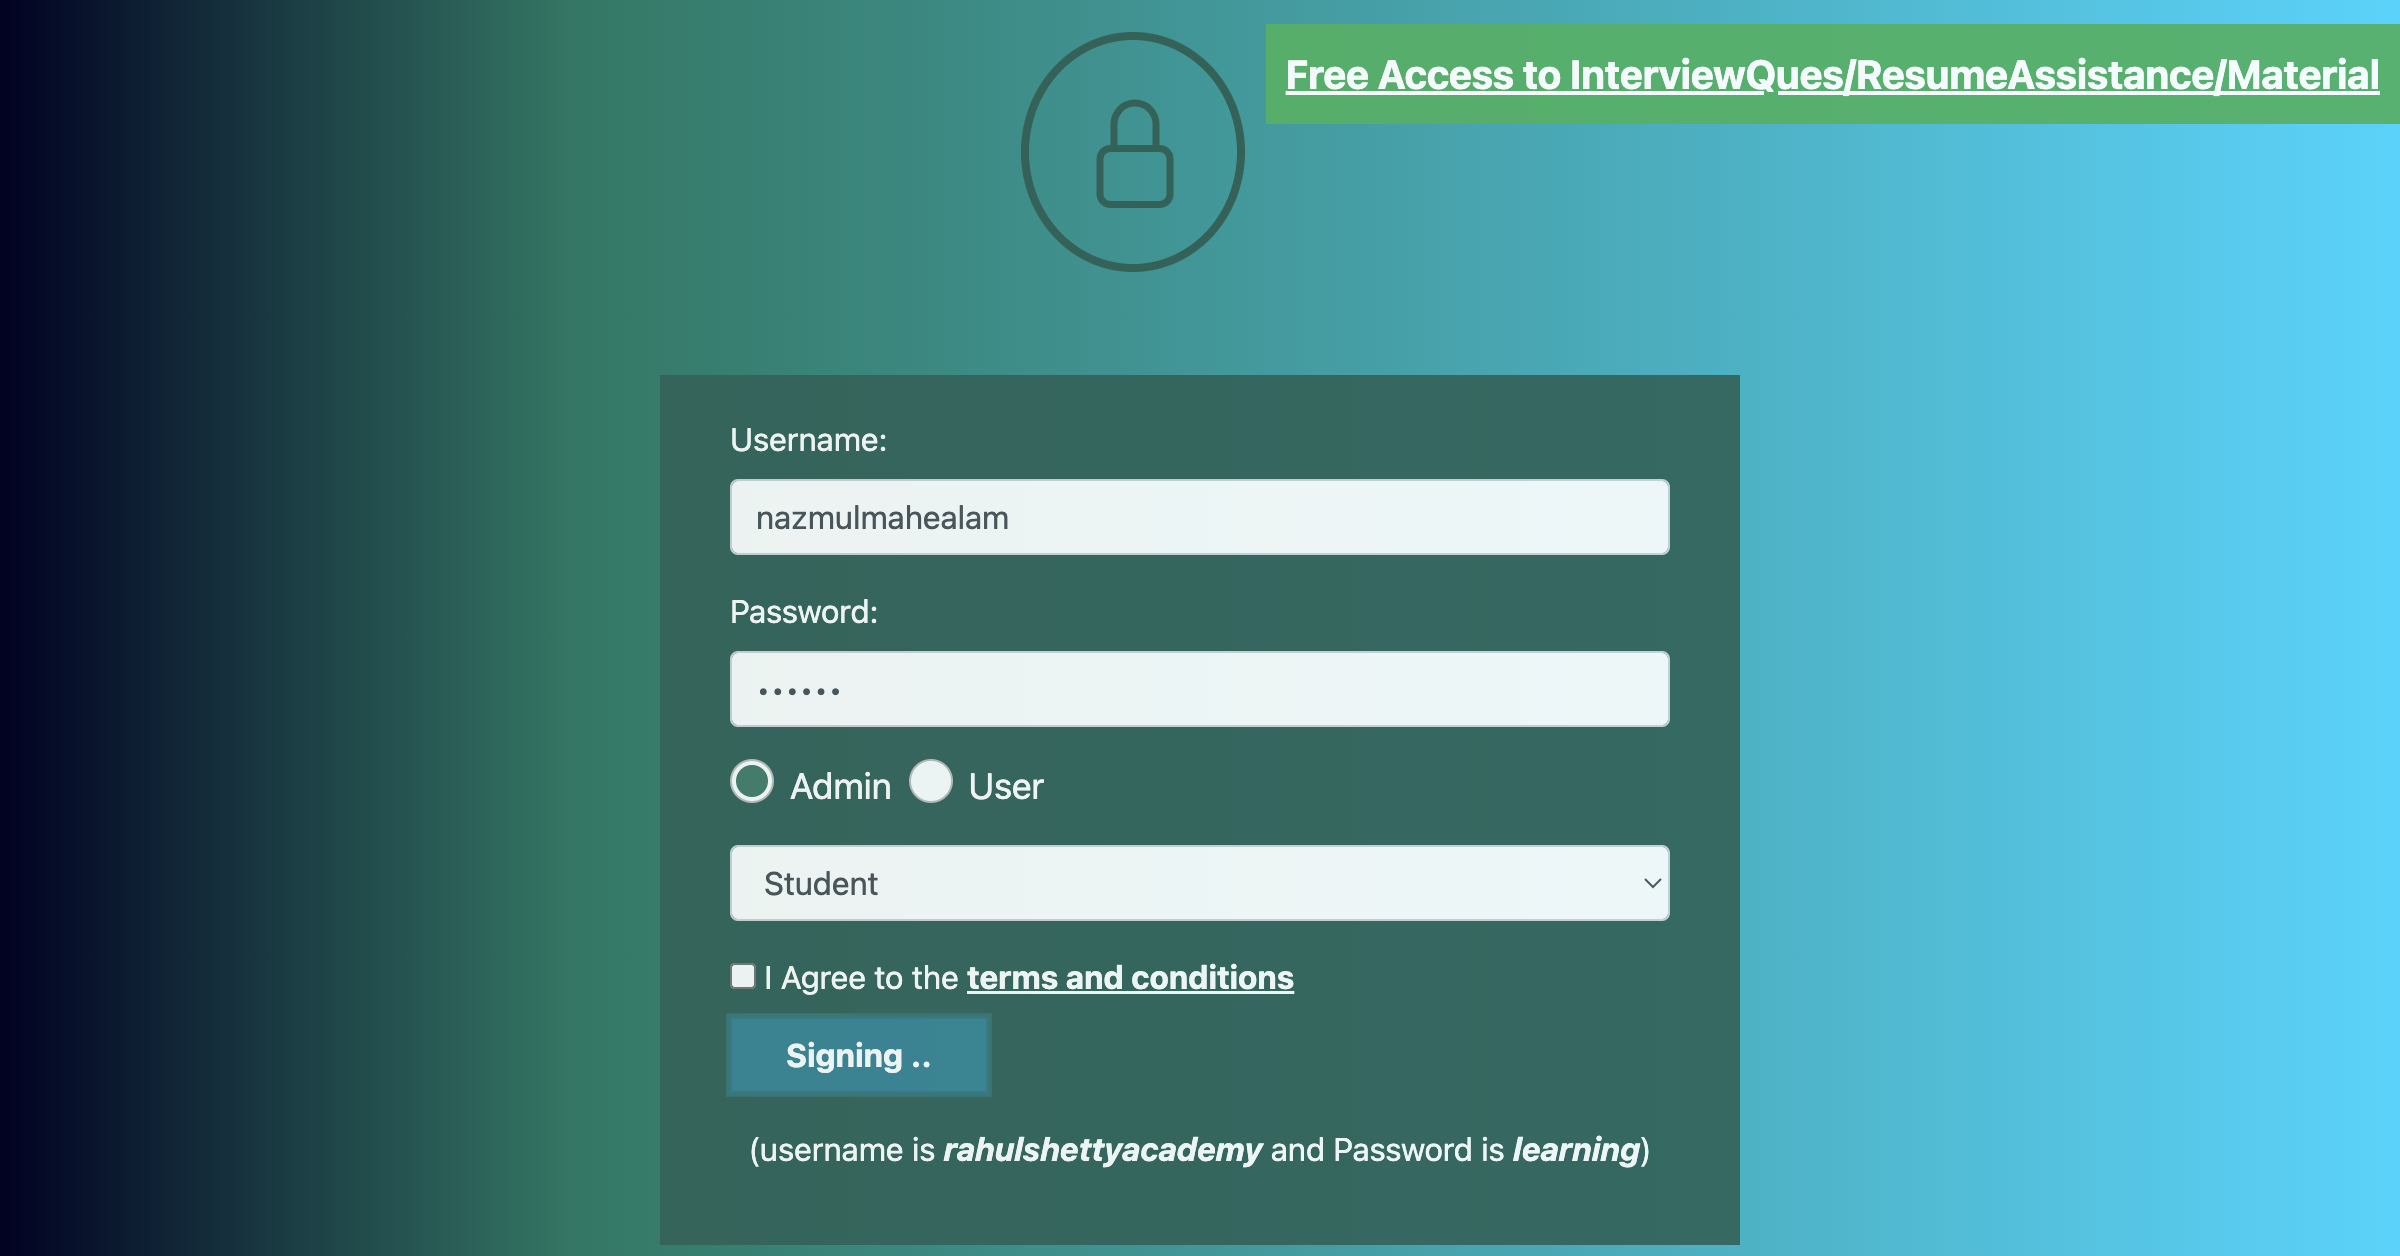 Free Access to InterviewQues/ResumeAssistance/Material
Username:
nazmulmahealam
Password:
••••••
Admin User
Student
I Agree to the terms and conditions
Signing ..
(username is rahulshettyacademy and Password is learning)